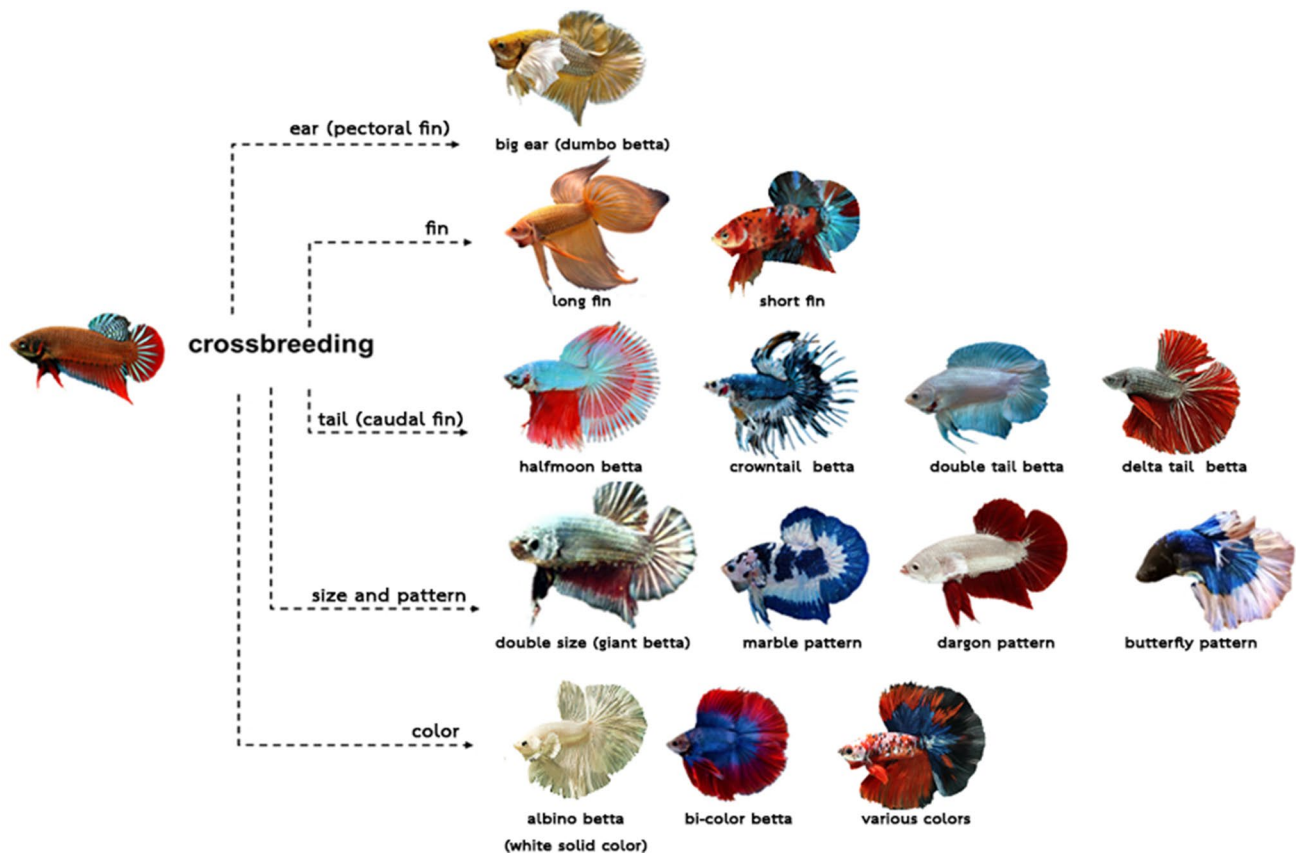 ear (pectoral fin)
big ear (dumbo betta)
fin
long fin
short fin
crossbreeding
tail (caudal fin)
halfmoon betta
crowntail betta
double tail betta
delta tail betta
size and pattern
double size (giant betta)
marble pattern
dargon pattern
butterfly pattern
color
albino betta
(white solid color)
bi-color betta
various colors